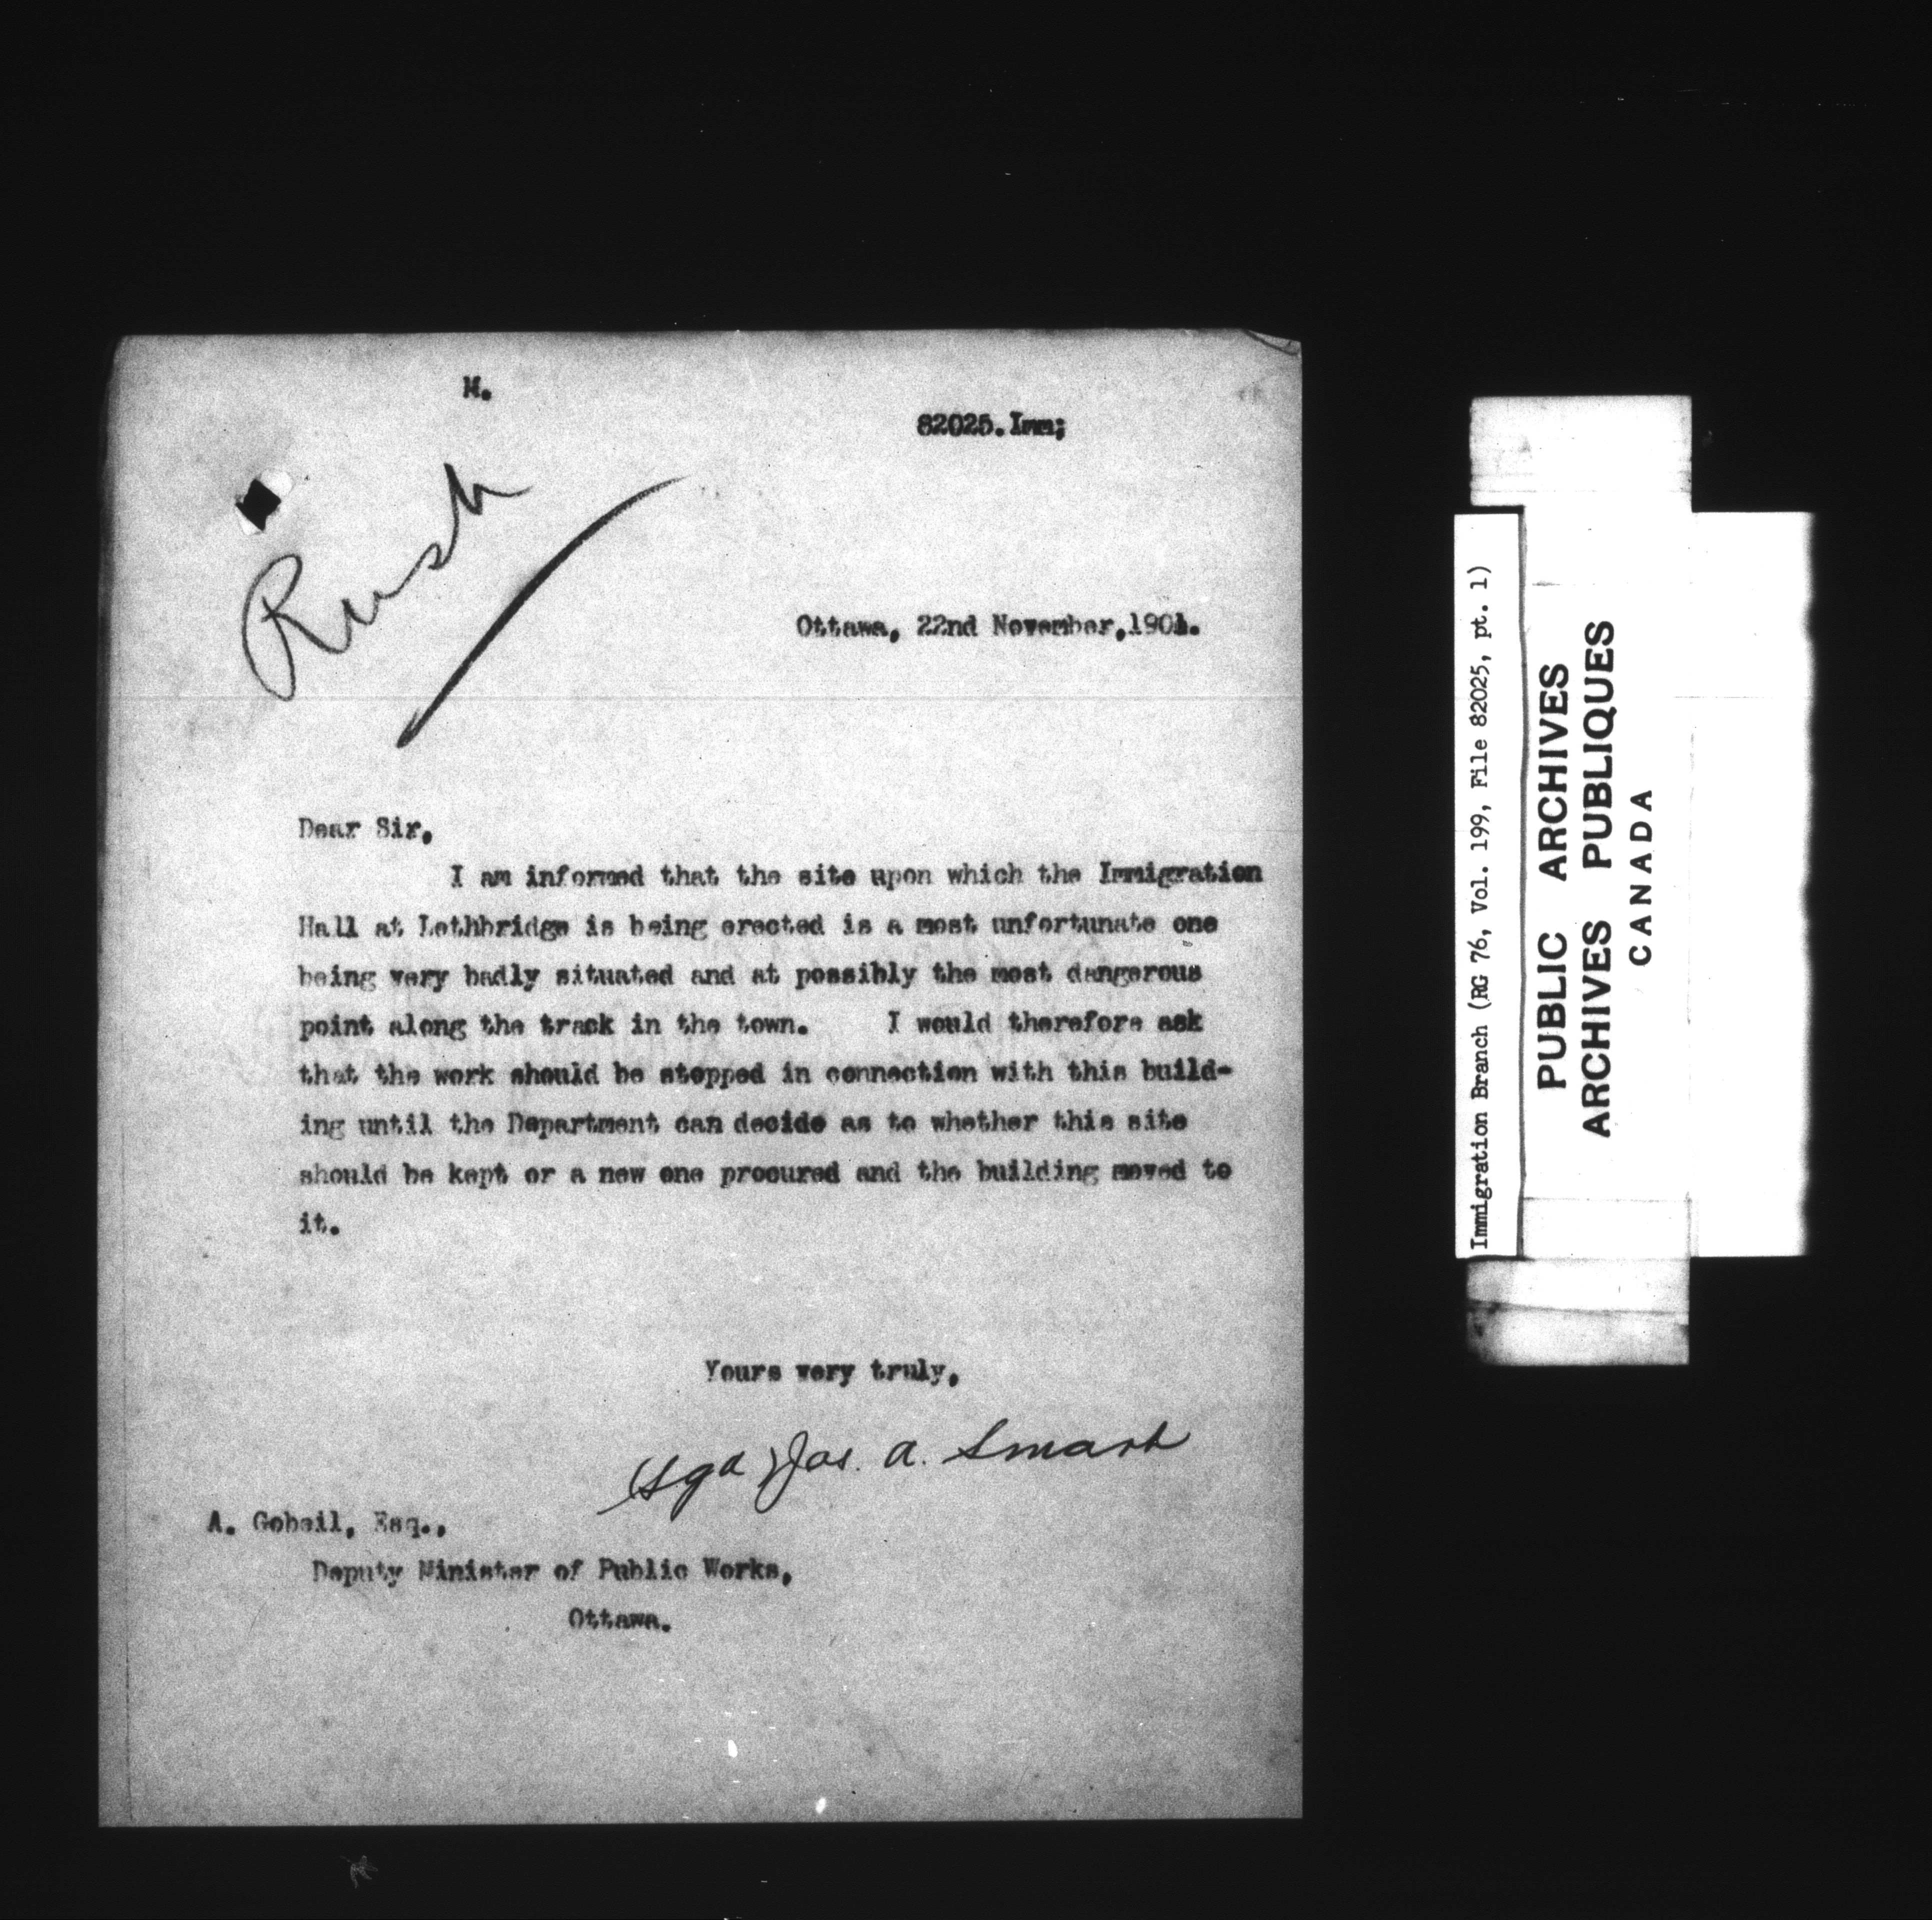 M.
82025.Imm;
Rush
Ottawa, 22nd November,1901.
Dear Sir,
I am informed that the site upon which the Immigration
Hall at Lethbridge is being erected is a most unfortunate one
being very badly situated and at possibly the most dangerous
point along the track in the town. I would therefore ask
that the work should be stopped in connection with this build-
ing until the Department can decide as to whether this site
should be kept or a new one procured and the building moved to
it.
Yours very truly,
(Sgd) Jas. A. Smart
A. Gobeil, Esq.,
Deputy Minister of Public Works,
Ottawa.
Immigration Branch (RG 76, Vol. 199, File 82025, pt. 1)
PUBLIC ARCHIVES
ARCHIVES PUBLIQUES
CANADA